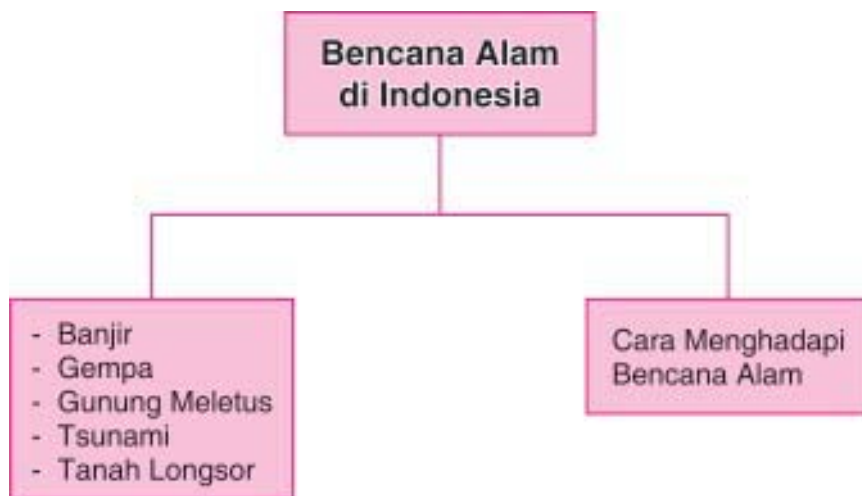 Bencana Alam
di Indonesia
- Banjir
- Gempa
- Gunung Meletus
- Tsunami
- Tanah Longsor
Cara Menghadapi
Bencana Alam